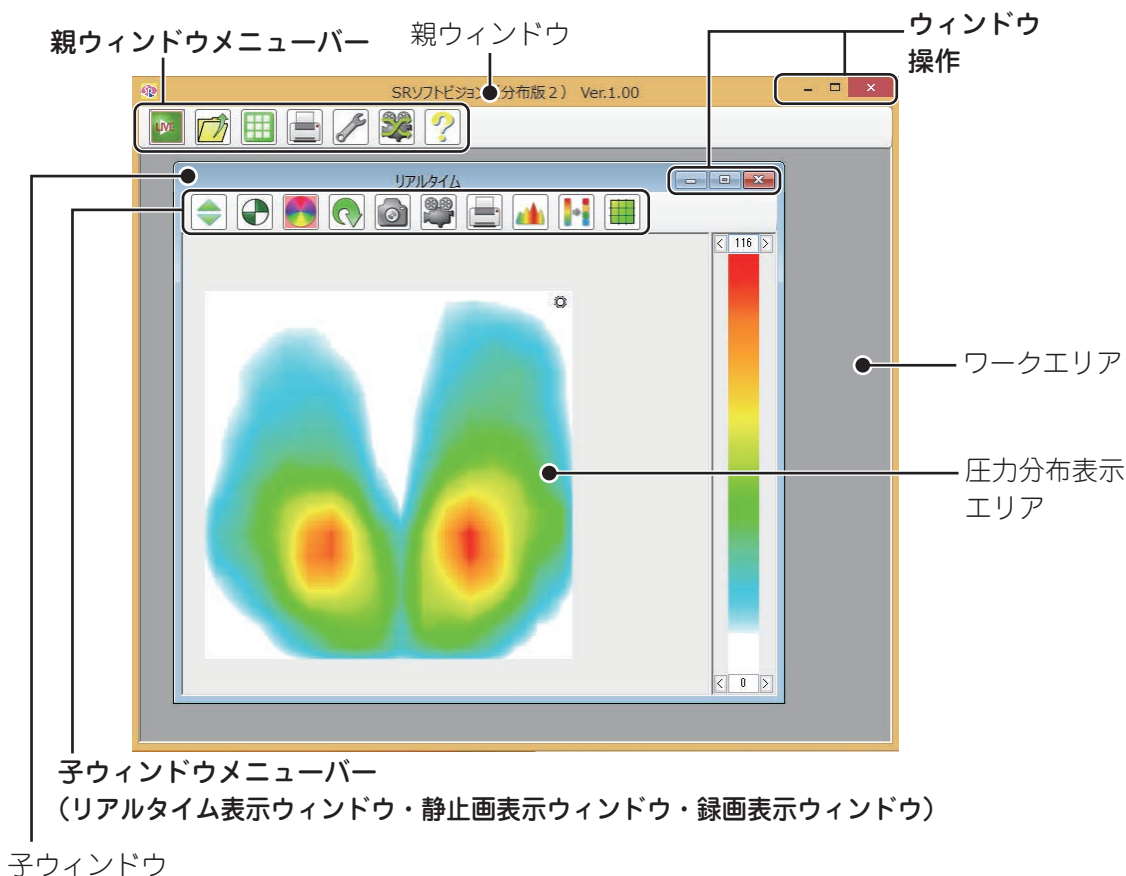 親ウィンドウメニューバー
親ウィンドウ
ウィンドウ
操作
SRソフトビジョン 分布版2) Ver.1.00
LIVE
リアルタイム
116
ワークエリア
圧力分布表示
エリア
0
子ウィンドウメニューバー
(リアルタイム表示ウィンドウ・静止画表示ウィンドウ・録画表示ウィンドウ)
子ウィンドウ